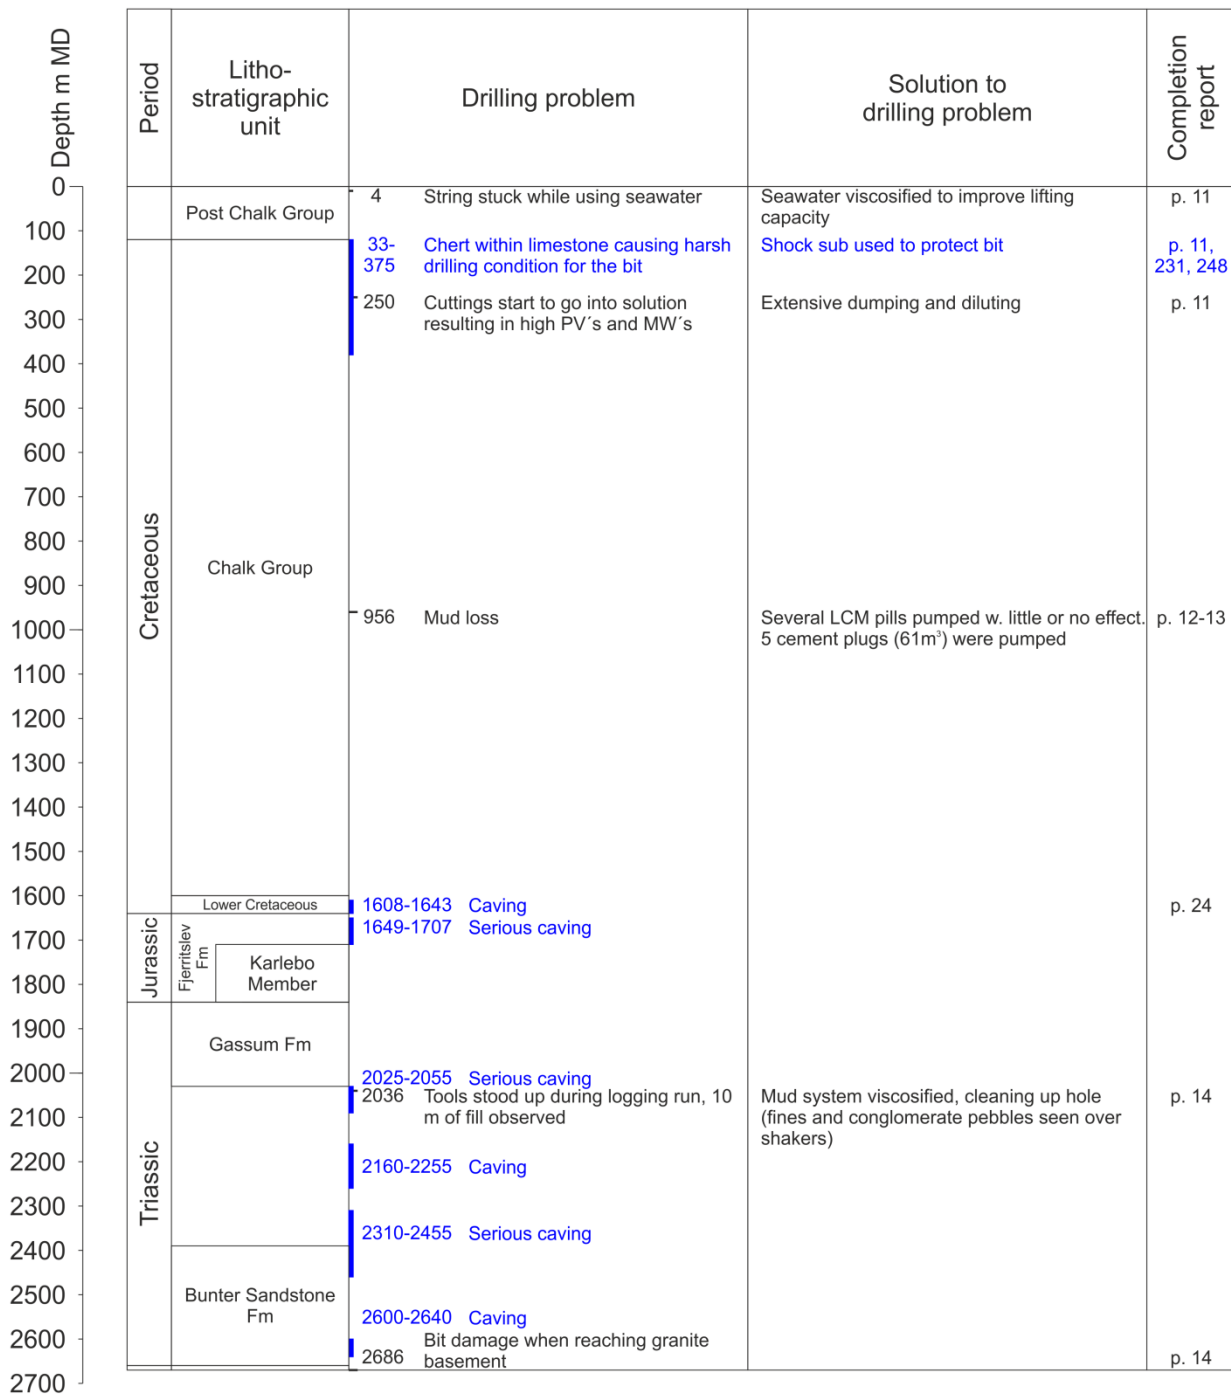 Depth m MD
Period
Litho-
stratigraphic
unit
Drilling problem
Solution to
drilling problem
Completion
report
0
100
200
300
400
500
600
700
800
900
1000
1100
1200
1300
1400
1500
1600
1700
1800
1900
2000
2100
2200
2300
2400
2500
2600
2700
Cretaceous
Jurassic
Triassic
Post Chalk Group
Chalk Group
Lower Cretaceous
Fjerritslev
Fm
Karlebo
Member
Gassum Fm
Bunter Sandstone
Fm
4 String stuck while using seawater
Seawater viscosified to improve lifting
capacity
p. 11
33-
375
Chert within limestone causing harsh
drilling condition for the bit
Shock sub used to protect bit
p. 11,
231, 248
250 Cuttings start to go into solution
resulting in high PV´s and MW´s
Extensive dumping and diluting
p. 11
956 Mud loss
Several LCM pills pumped w. little or no effect.
5 cement plugs (61m³) were pumped
p. 12-13
1608-1643 Caving
p. 24
1649-1707 Serious caving
2025-2055 Serious caving
2036 Tools stood up during logging run, 10
m of fill observed
Mud system viscosified, cleaning up hole
(fines and conglomerate pebbles seen over
shakers)
p. 14
2160-2255 Caving
2310-2455 Serious caving
2600-2640 Caving
2686 Bit damage when reaching granite
basement
p. 14